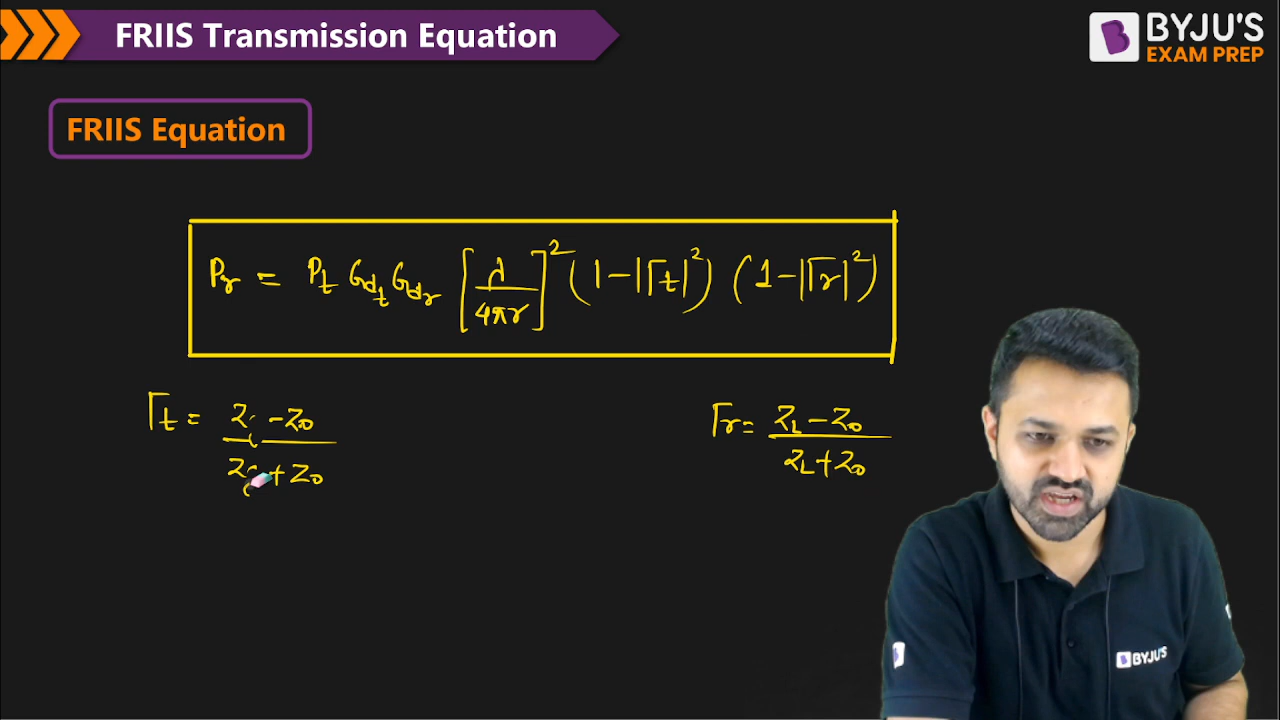 FRIIS Transmission Equation
BYJU'S
EXAM PREP
FRIIS Equation
Pr = Pt Gdt Gdr [λ/4πr]² (1-|Γt|²) (1-|Γr|²)
Γt = Z -Z0 / Z +Z0
Γr = ZL-Z0 / ZL+Z0
BYJU'S